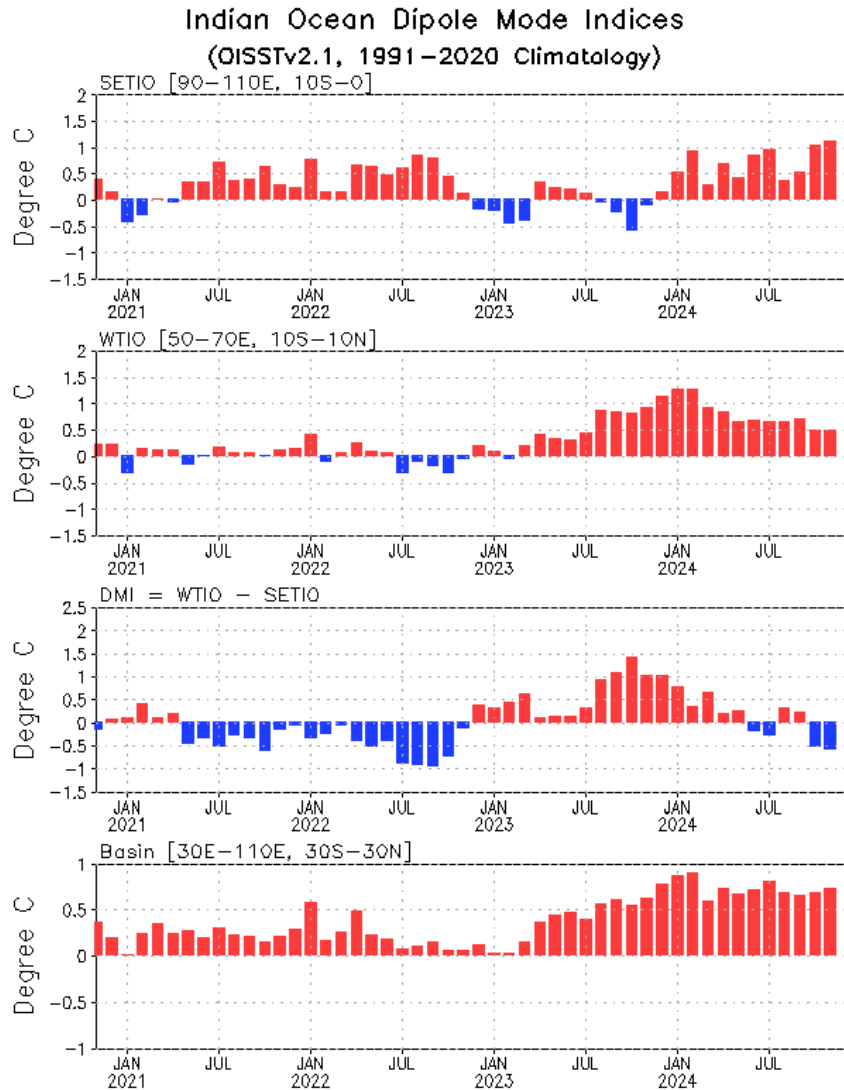 Indian Ocean Dipole Mode Indices
(OISSTv2.1, 1991-2020 Climatology)
SETIO [90-110E, 10S-0]
Degree C
2
1.5
1
0.5
0
-0.5
-1
-1.5
JAN JUL JAN JUL JAN JUL JAN JUL
2021 2022 2023 2024
WTIO [50-70E, 10S-10N]
Degree C
2
1.5
1
0.5
0
-0.5
-1
-1.5
JAN JUL JAN JUL JAN JUL JAN JUL
2021 2022 2023 2024
DMI = WTIO - SETIO
Degree C
2.5
2
1.5
1
0.5
0
-0.5
-1
-1.5
JAN JUL JAN JUL JAN JUL JAN JUL
2021 2022 2023 2024
Basin [30E-110E, 30S-30N]
Degree C
1
0.5
0
-0.5
-1
JAN JUL JAN JUL JAN JUL JAN JUL
2021 2022 2023 2024